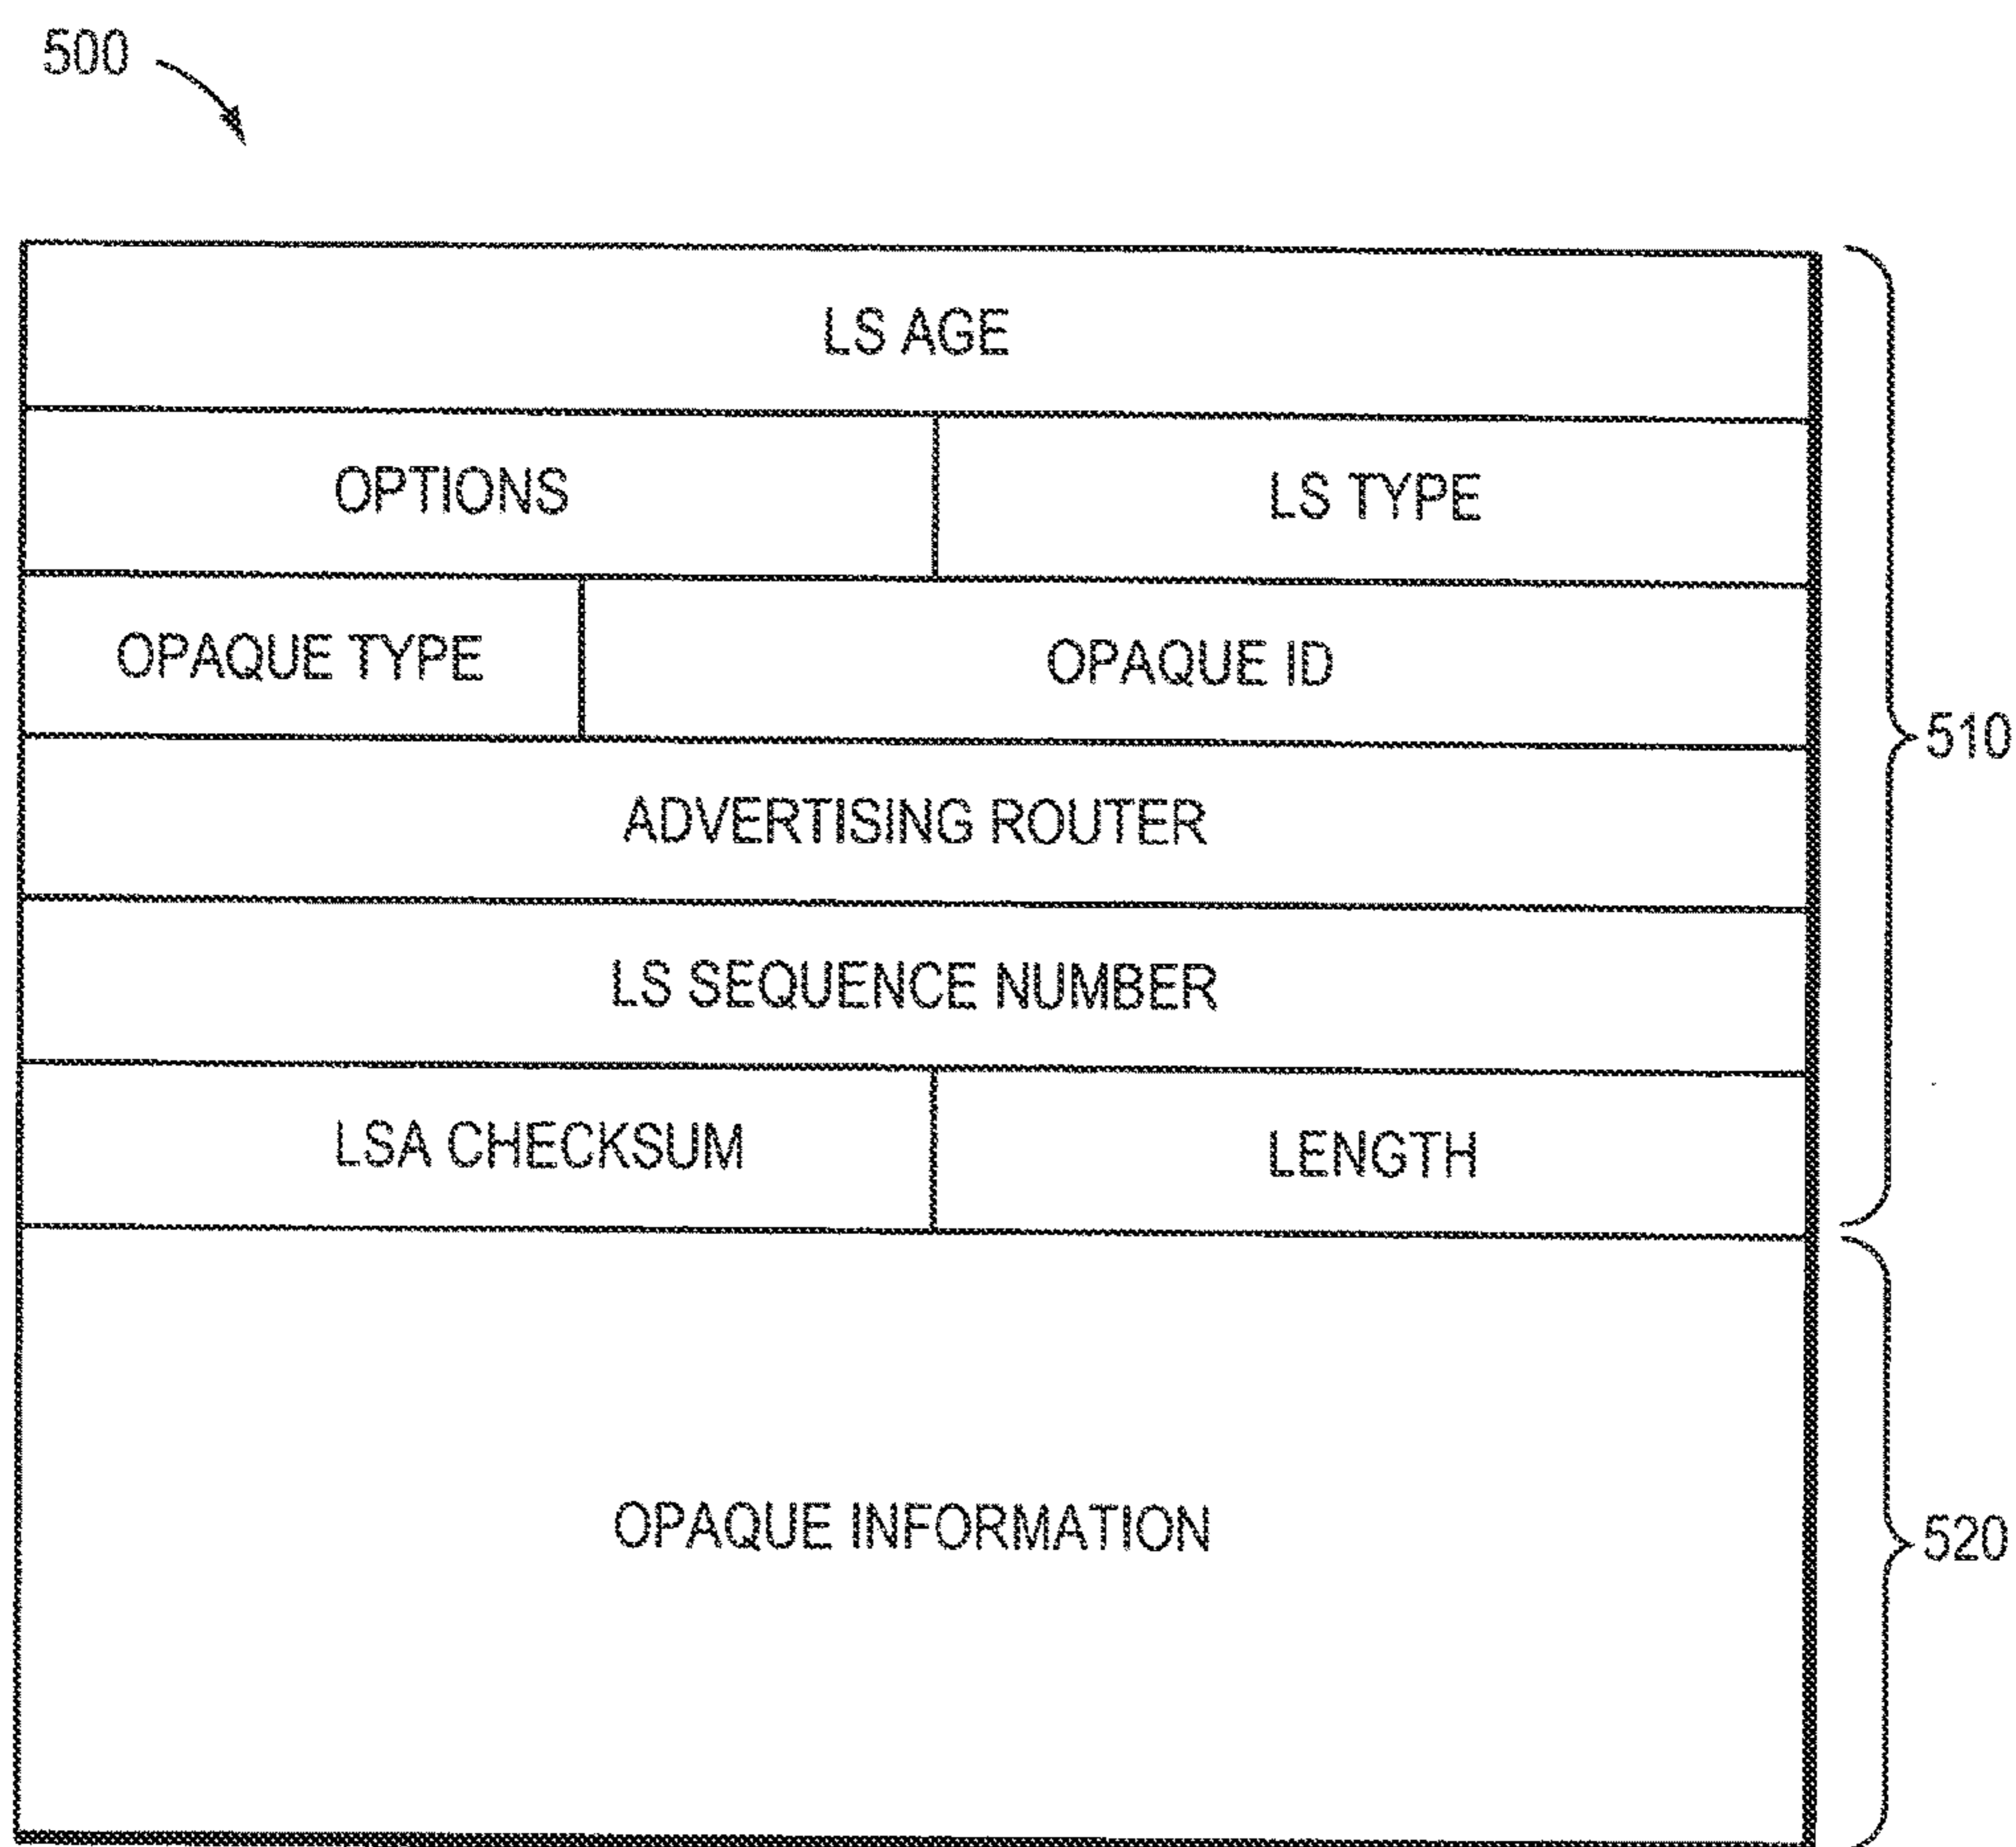 500
LS AGE
OPTIONS LS TYPE
OPAQUE TYPE OPAQUE ID
510
ADVERTISING ROUTER
LS SEQUENCE NUMBER
LSA CHECKSUM LENGTH
OPAQUE INFORMATION
520